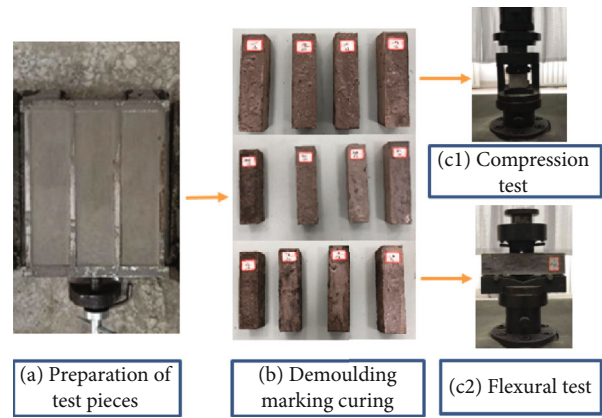 (c1) Compression
test
(a) Preparation of
test pieces
(b) Demoulding
marking curing
(c2) Flexural test